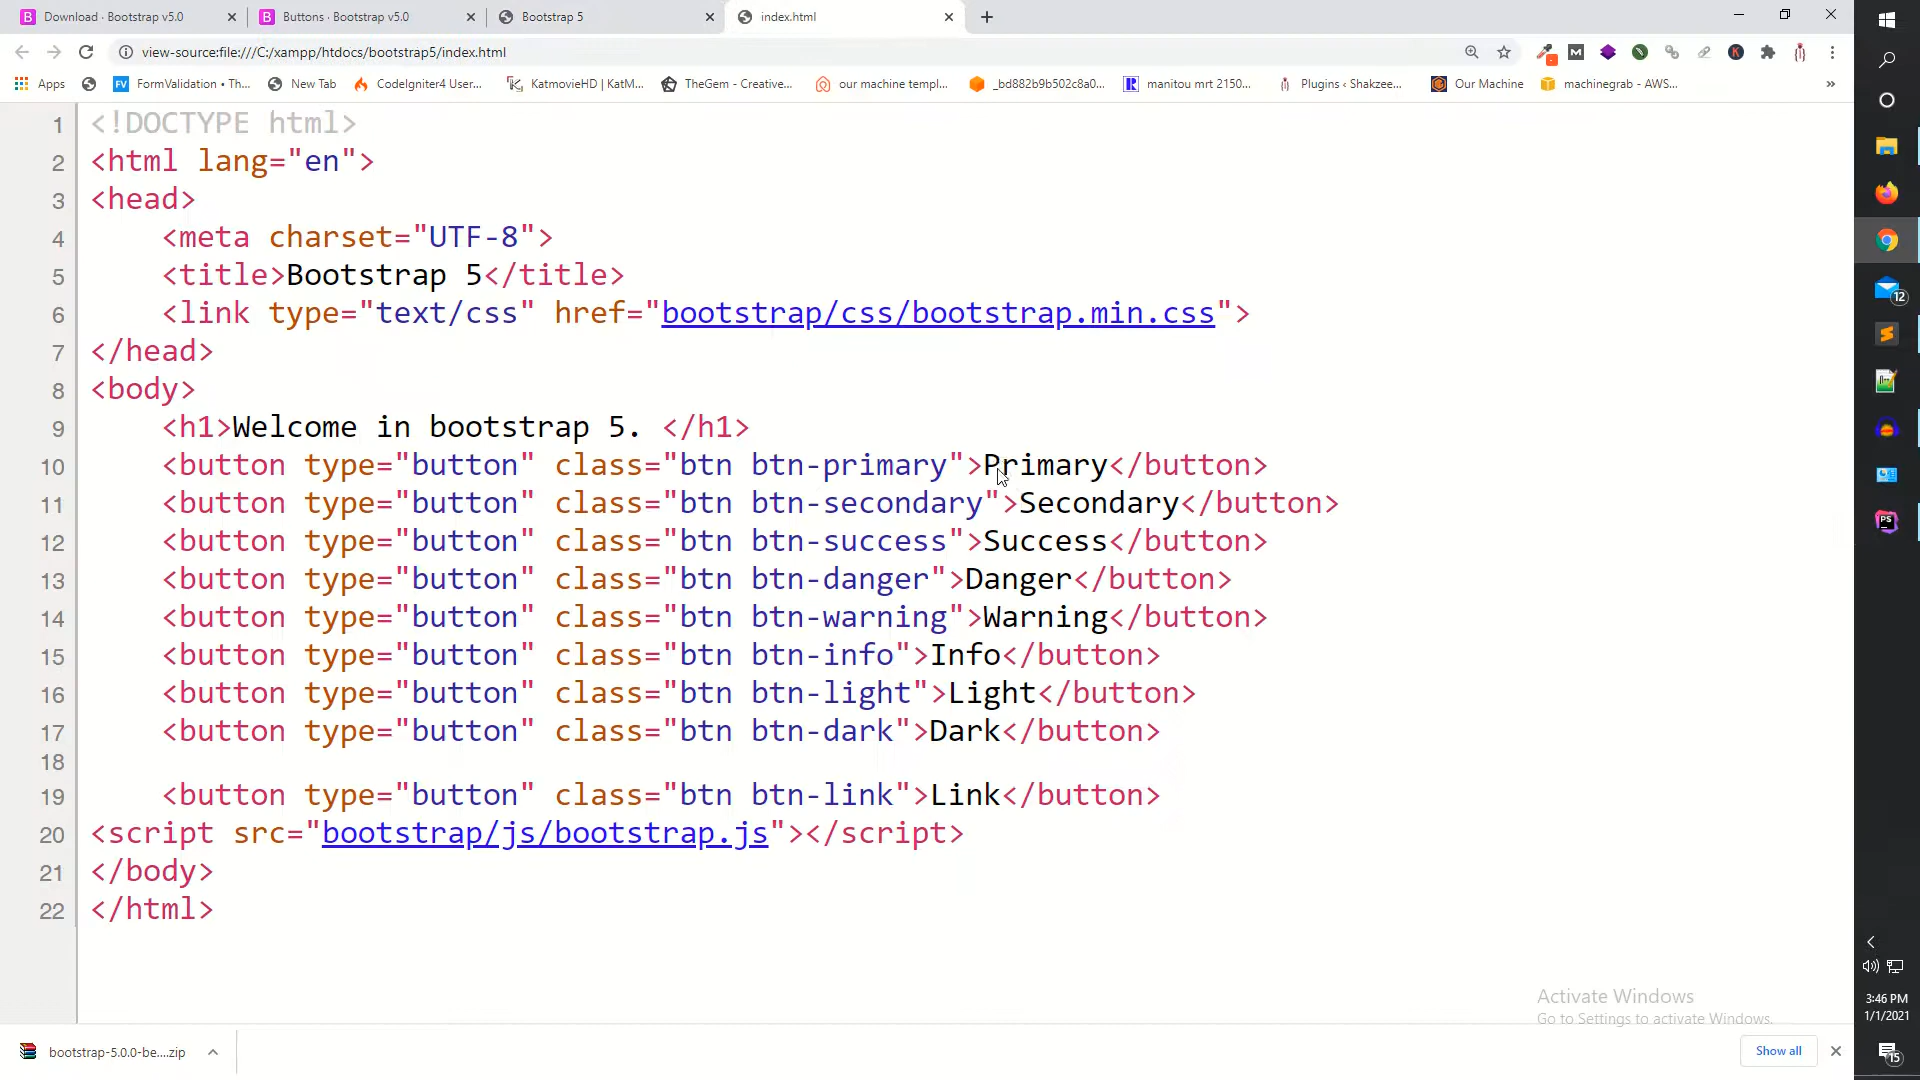 Download · Bootstrap v5.0
Buttons · Bootstrap v5.0
Bootstrap 5
index.html
view-source:file:///C:/xampp/htdocs/bootstrap5/index.html
Apps
FormValidation • Th...
New Tab
CodeIgniter4 User...
KatmovieHD | KatM...
TheGem - Creative...
our machine templ...
_bd882b9b502c8a0...
manitou mrt 2150...
Plugins ‹ Shakzee...
Our Machine
machinegrab - AWS...
»
1 <!DOCTYPE html>
2 <html lang="en">
3 <head>
4 <meta charset="UTF-8">
5 <title>Bootstrap 5</title>
6 <link type="text/css" href="bootstrap/css/bootstrap.min.css">
7 </head>
8 <body>
9 <h1>Welcome in bootstrap 5. </h1>
10 <button type="button" class="btn btn-primary">Primary</button>
11 <button type="button" class="btn btn-secondary">Secondary</button>
12 <button type="button" class="btn btn-success">Success</button>
13 <button type="button" class="btn btn-danger">Danger</button>
14 <button type="button" class="btn btn-warning">Warning</button>
15 <button type="button" class="btn btn-info">Info</button>
16 <button type="button" class="btn btn-light">Light</button>
17 <button type="button" class="btn btn-dark">Dark</button>
18
19 <button type="button" class="btn btn-link">Link</button>
20 <script src="bootstrap/js/bootstrap.js"></script>
21 </body>
22 </html>
Activate Windows
Go to Settings to activate Windows.
bootstrap-5.0.0-be....zip
Show all
12
PS
3:46 PM
1/1/2021
15